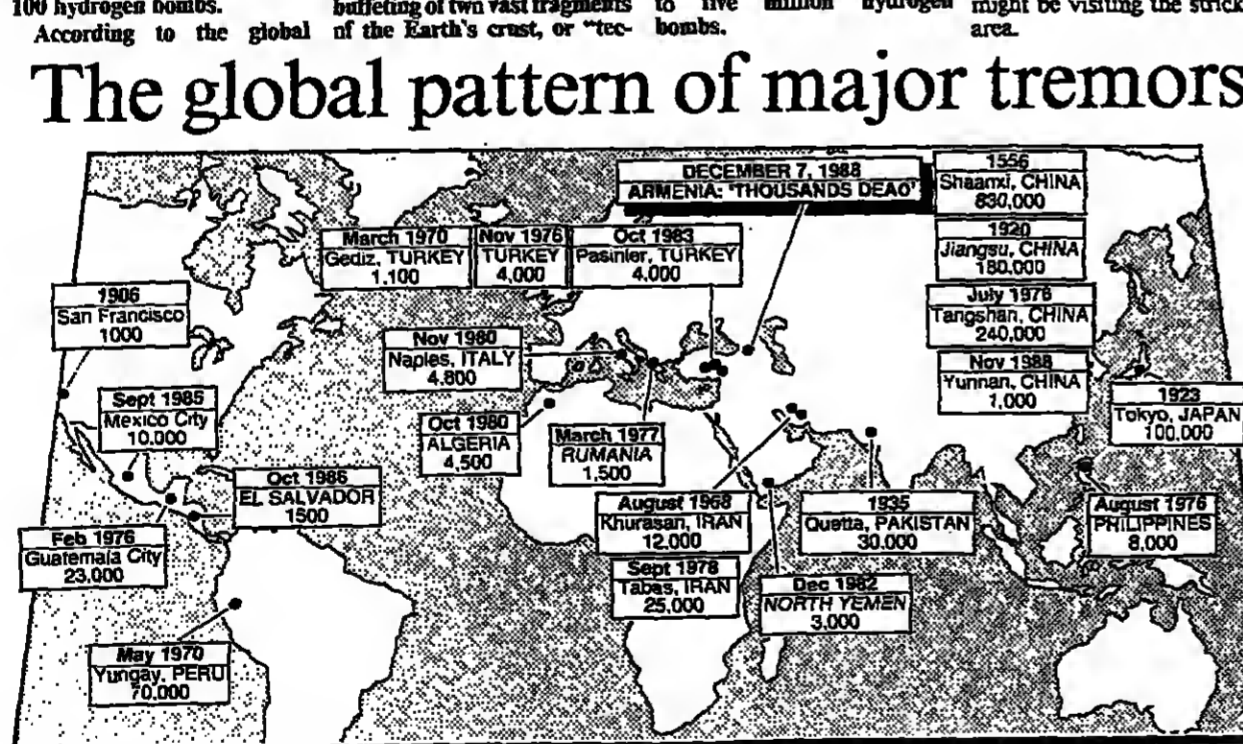 100 hydrogen bombs.
According to the global
buffeting of two vast fragments
of the Earth's crust, or "tec-
to five million hydrogen
bombs.
might be visiting the strick
area.
The global pattern of major tremors
DECEMBER 7, 1988
ARMENIA: 'THOUSANDS DEAD'
1556
Shaanxi, CHINA
830,000
1920
Jiangsu, CHINA
180,000
July 1976
Tangshan, CHINA
240,000
Nov 1988
Yunnan, CHINA
1,000
March 1970
Gediz, TURKEY
1,100
Nov 1976
TURKEY
4,000
Oct 1983
Pasinler, TURKEY
4,000
1906
San Francisco
1000
Nov 1980
Naples, ITALY
4.800
Sept 1985
Mexico City
10,000
Oct 1980
ALGERIA
4,500
March 1977
RUMANIA
1,500
1923
Tokyo, JAPAN
100,000
Oct 1986
EL SALVADOR
1500
August 1968
Khurasan, IRAN
12.000
Sept 1978
Tabas, IRAN
25,000
1935
Quetta, PAKISTAN
30.000
August 1976
PHILIPPINES
8,000
Feb 1976
Guatemala City
23,000
Dec 1982
NORTH YEMEN
3.000
May 1970
Yungay, PERU
70,000